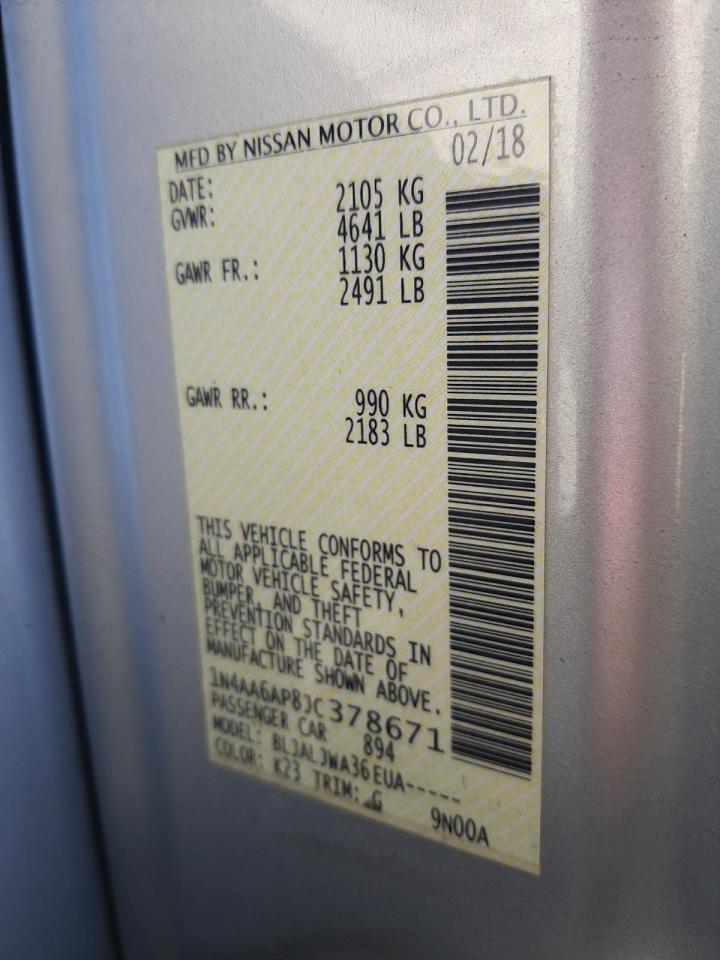 MFD BY NISSAN MOTOR CO., LTD.
DATE: 02/18
GVWR: 2105 KG
4641 LB
GAWR FR.: 1130 KG
2491 LB
GAWR RR.: 990 KG
2183 LB
THIS VEHICLE CONFORMS TO
ALL APPLICABLE FEDERAL
MOTOR VEHICLE SAFETY,
BUMPER, AND THEFT
PREVENTION STANDARDS IN
EFFECT ON THE DATE OF
MANUFACTURE SHOWN ABOVE.
1N4AA6AP8JC378671
PASSENGER CAR 894
MODEL: BLJALJWA36EUA-----
COLOR: K23 TRIM: G
9N00A